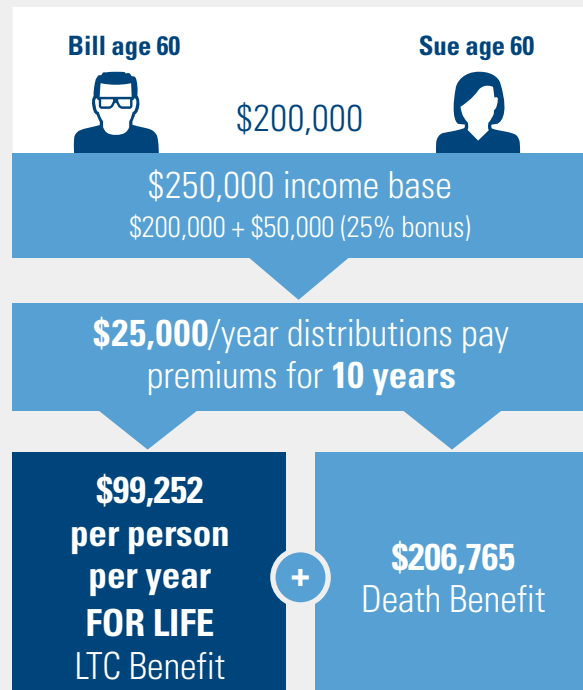 Bill age 60
Sue age 60
$200,000
$250,000 income base
$200,000 + $50,000 (25% bonus)
$25,000/year distributions pay
premiums for 10 years
$99,252
per person
per year
FOR LIFE
LTC Benefit
+
$206,765
Death Benefit